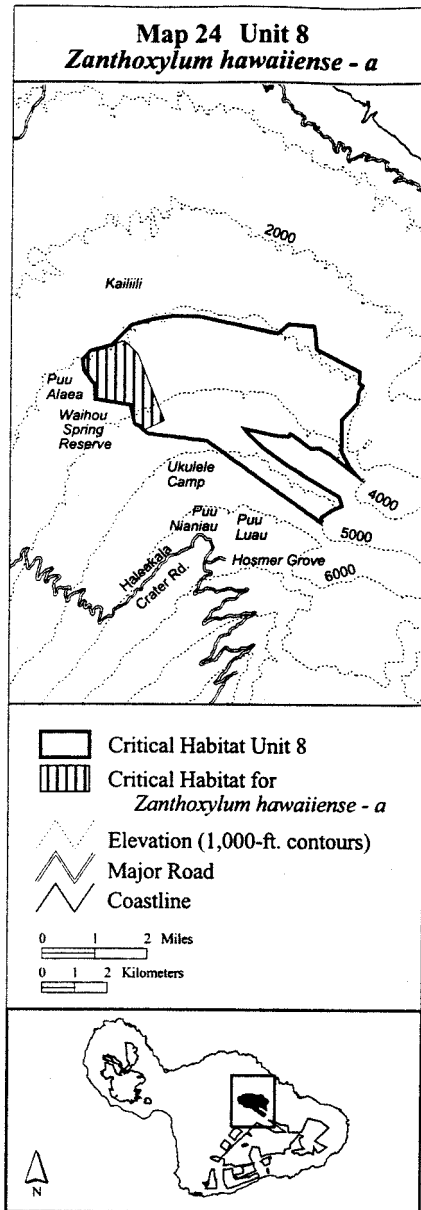 Map 24 Unit 8
Zanthoxylum hawaiiense - a
2000
Kailiili
Puu
Alaea
Waihou
Spring
Reserve
Ukulele
Camp
4000
Puu
Nianiau
Puu
Luau
5000
Hosmer Grove
6000
Haleakala
Crater Rd.
Critical Habitat Unit 8
Critical Habitat for
Zanthoxylum hawaiiense - a
Elevation (1,000-ft. contours)
Major Road
Coastline
0 1 2 Miles
0 1 2 Kilometers
N